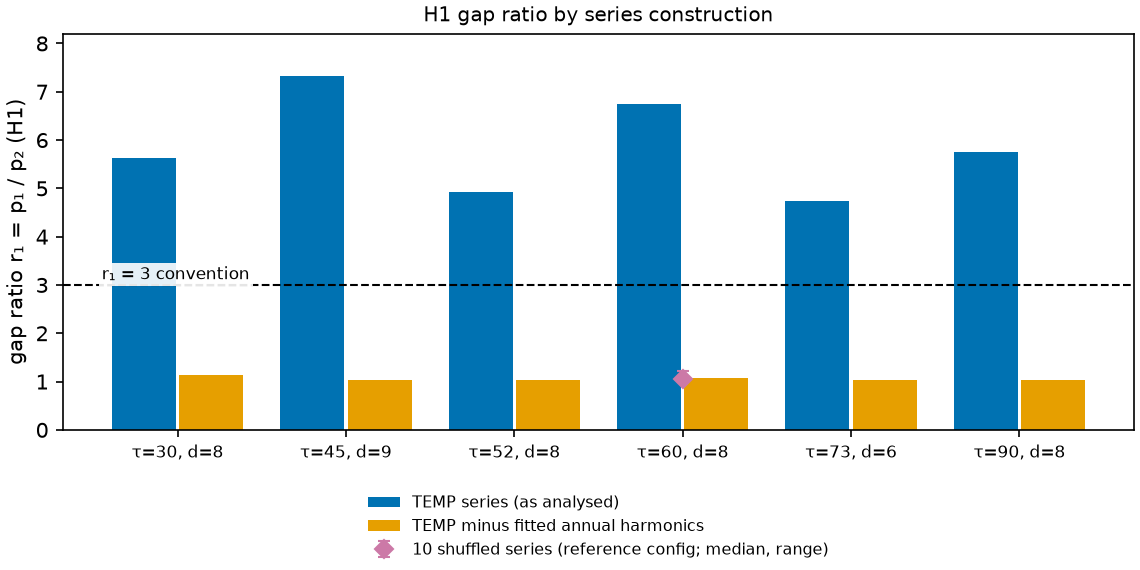 H1 gap ratio by series construction
gap ratio r₁ = p₁ / p₂ (H1)
8
7
6
5
4
3
2
1
0
r₁ = 3 convention
τ=30, d=8
τ=45, d=9
τ=52, d=8
τ=60, d=8
τ=73, d=6
τ=90, d=8
TEMP series (as analysed)
TEMP minus fitted annual harmonics
10 shuffled series (reference config; median, range)